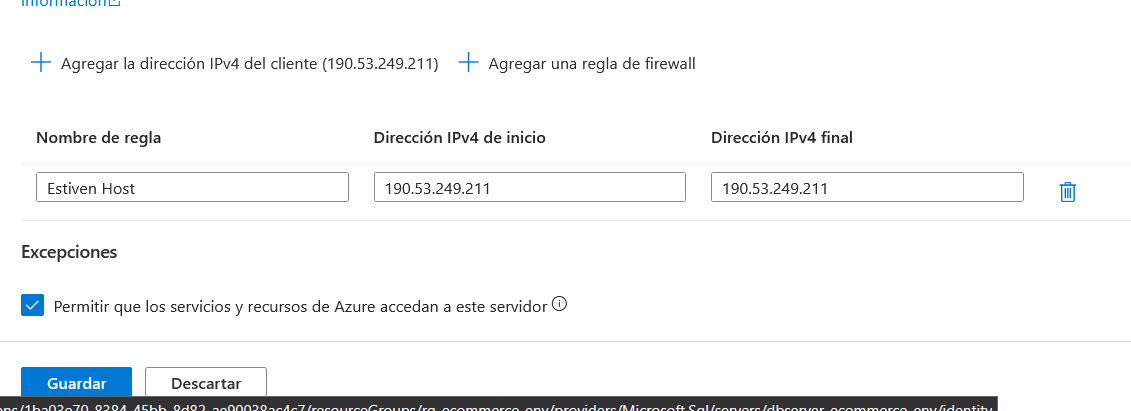 información
Agregar la dirección IPv4 del cliente (190.53.249.211) Agregar una regla de firewall
Nombre de regla Dirección IPv4 de inicio Dirección IPv4 final
Estiven Host 190.53.249.211 190.53.249.211
Excepciones
Permitir que los servicios y recursos de Azure accedan a este servidor
Guardar Descartar
ons/1ba03e70-8384-45bb-8d82-ae90038ac4c7/resourceGroups/rg-ecommerce-env/providers/Microsoft.Sql/servers/dbserver-ecommerce-env/identity